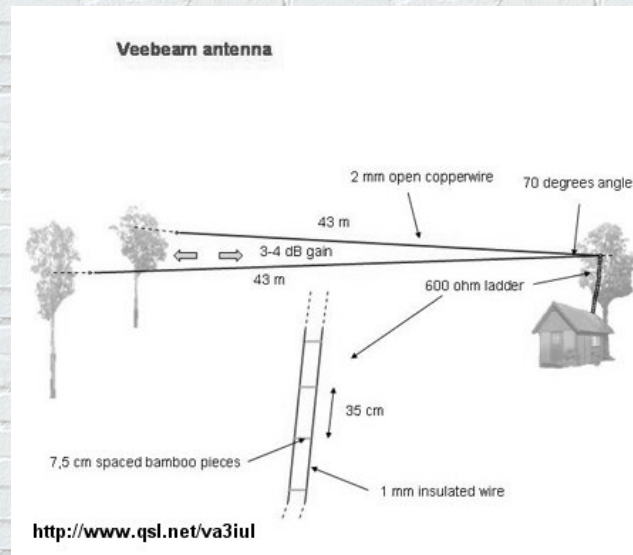 Veebeam antenna
2 mm open copperwire
70 degrees angle
43 m
3-4 dB gain
43 m
600 ohm ladder
35 cm
7,5 cm spaced bamboo pieces
1 mm insulated wire
http://www.qsl.net/va3iul